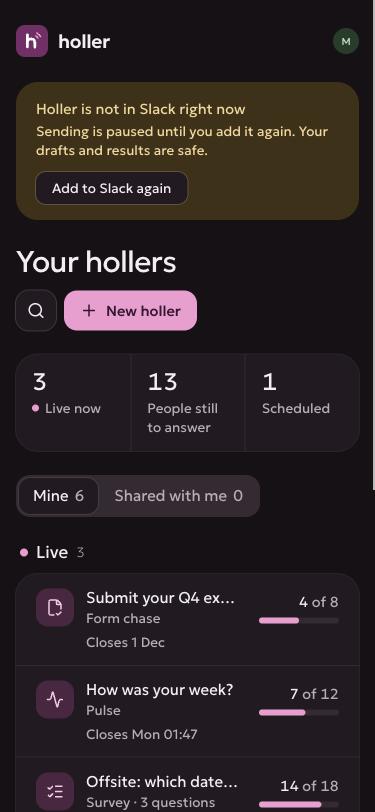 holler
M
Holler is not in Slack right now
Sending is paused until you add it again. Your
drafts and results are safe.
Add to Slack again
Your hollers
New holler
3
Live now
13
People still
to answer
1
Scheduled
Mine 6
Shared with me 0
Live 3
Submit your Q4 ex…
4 of 8
Form chase
Closes 1 Dec
How was your week?
7 of 12
Pulse
Closes Mon 01:47
Offsite: which date…
14 of 18
Survey · 3 questions